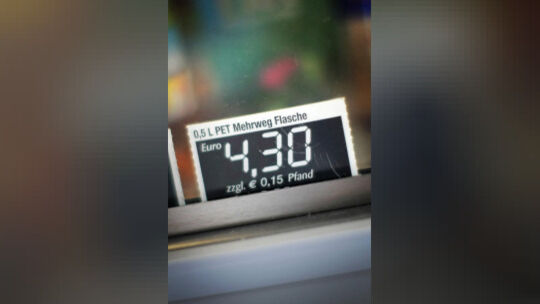 0,5 L PET Mehrweg Flasche
Euro 4,30
zzgl. € 0,15 Pfand